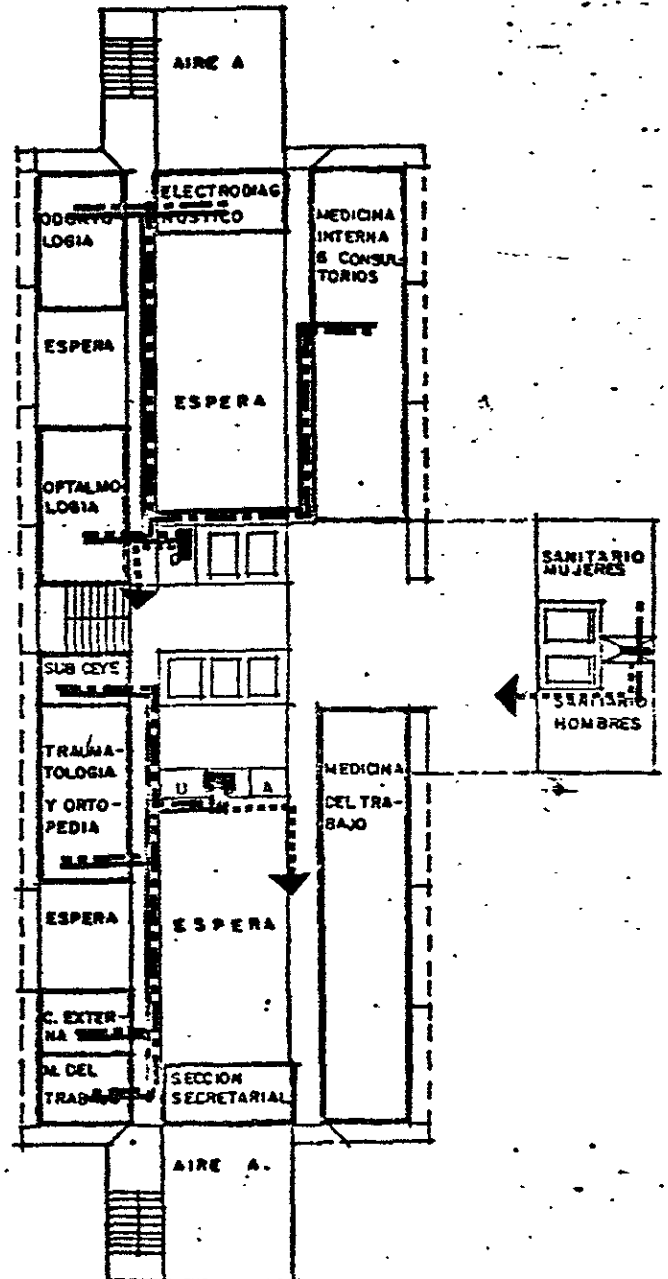 AIRE A
ELECTRODIAG
NOSTICO
ODONTO
LOGIA
MEDICINA
INTERNA
6 CONSUL-
TORIOS
ESPERA
ESPERA
OFTALMO-
LOGIA
SANITARIO
MUJERES
SUB CEYE
SANITARIO
HOMBRES
TRAUMA-
TOLOGIA
Y ORTO-
PEDIA
U
A
MEDICINA
DEL TRA-
BAJO
ESPERA
ESPERA
C. EXTER-
NA
M. DEL
TRABAJO
SECCION
SECRETARIAL
AIRE A.